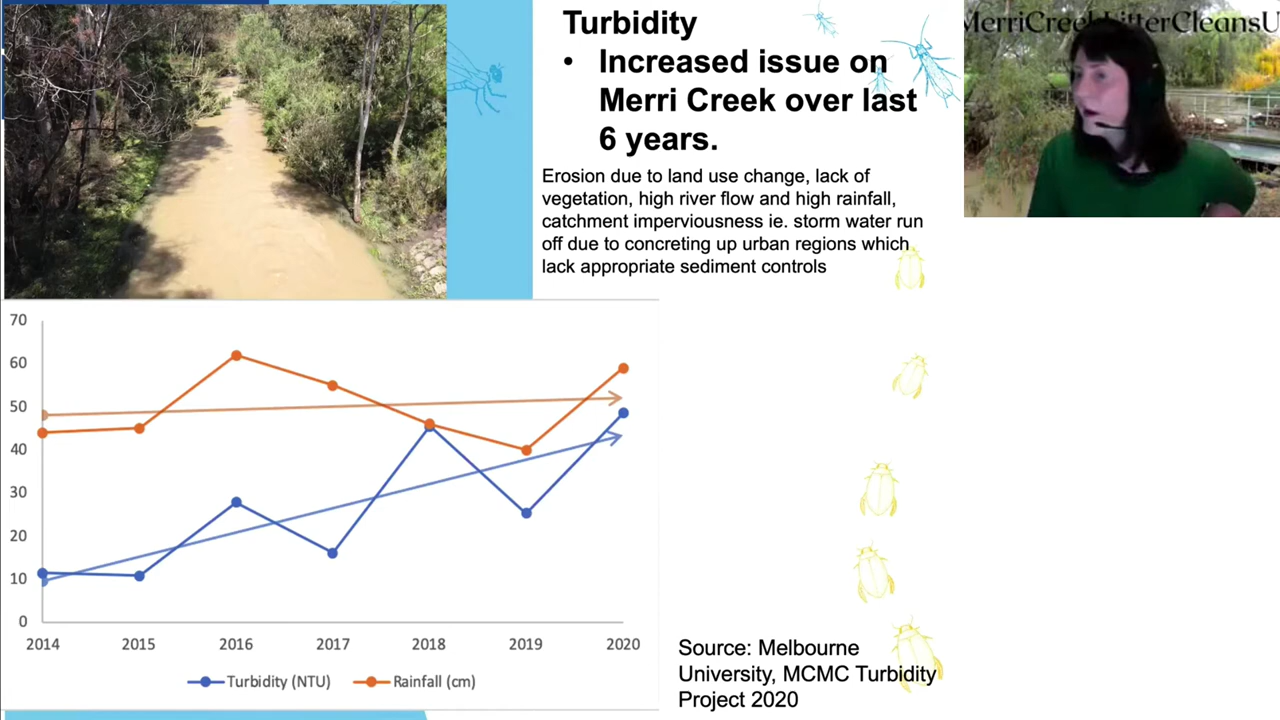 Turbidity
• Increased issue on
Merri Creek over last
6 years.
Erosion due to land use change, lack of
vegetation, high river flow and high rainfall,
catchment imperviousness ie. storm water run
off due to concreting up urban regions which
lack appropriate sediment controls
MerriCreekLitterCleansU
70
60
50
40
30
20
10
0
2014 2015 2016 2017 2018 2019 2020
Turbidity (NTU) Rainfall (cm)
Source: Melbourne
University, MCMC Turbidity
Project 2020